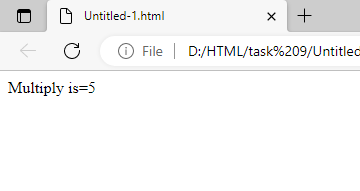 Untitled-1.html
File
D:/HTML/task%209/Untitled
Multiply is=5